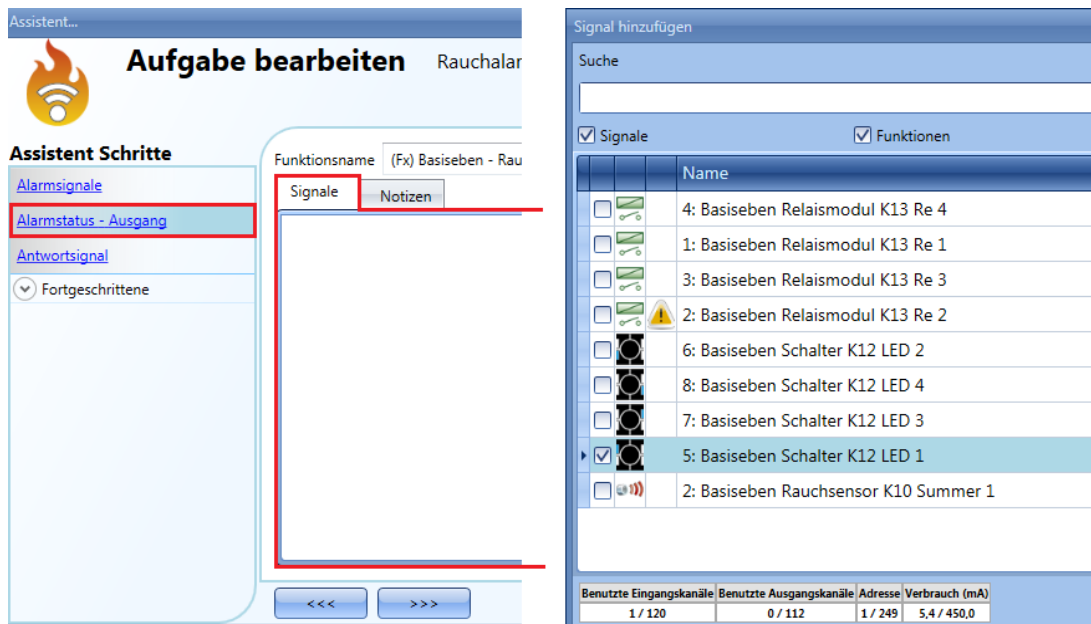 Assistent...
Aufgabe bearbeiten Rauchalar
Assistent Schritte
Alarmsignale
Alarmstatus - Ausgang
Antwortsignal
Fortgeschrittene
Funktionsname (Fx) Basiseben - Rau
Signale Notizen
<<< >>>
Signal hinzufügen
Suche
Signale Funktionen
Name
4: Basiseben Relaismodul K13 Re 4
1: Basiseben Relaismodul K13 Re 1
3: Basiseben Relaismodul K13 Re 3
2: Basiseben Relaismodul K13 Re 2
6: Basiseben Schalter K12 LED 2
8: Basiseben Schalter K12 LED 4
7: Basiseben Schalter K12 LED 3
5: Basiseben Schalter K12 LED 1
2: Basiseben Rauchsensor K10 Summer 1
Benutzte Eingangskanäle Benutzte Ausgangskanäle Adresse Verbrauch (mA)
1 / 120 0 / 112 1 / 249 5,4 / 450,0